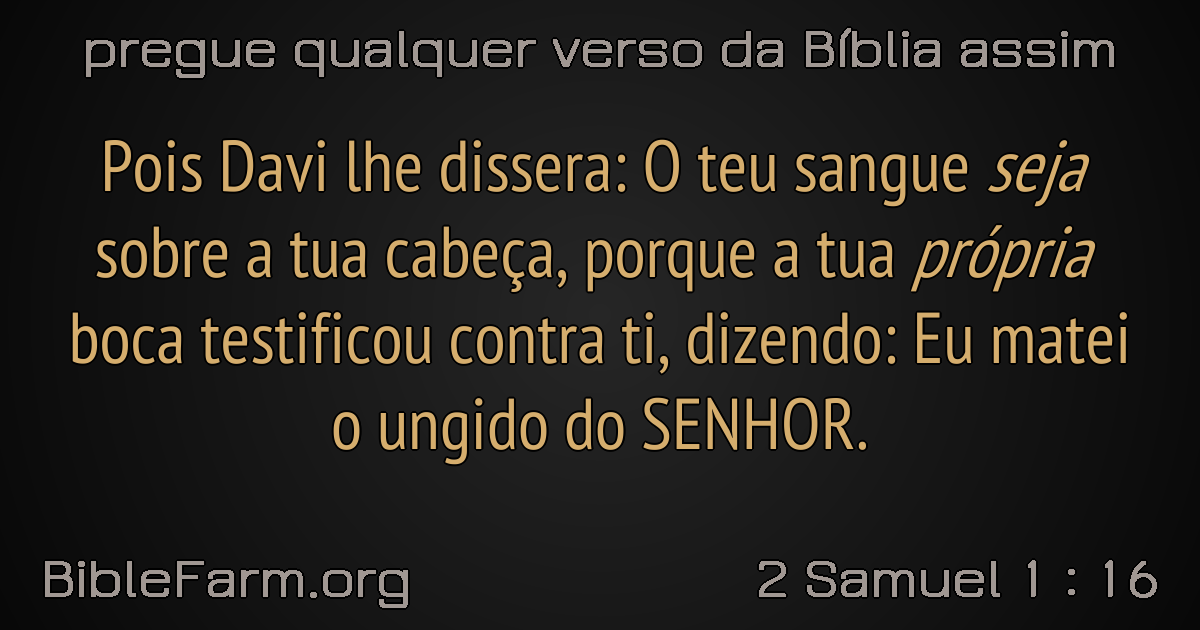 pregue qualquer verso da Bíblia assim
Pois Davi lhe dissera: O teu sangue seja
sobre a tua cabeça, porque a tua própria
boca testificou contra ti, dizendo: Eu matei
o ungido do SENHOR.
BibleFarm.org
2 Samuel 1 : 16